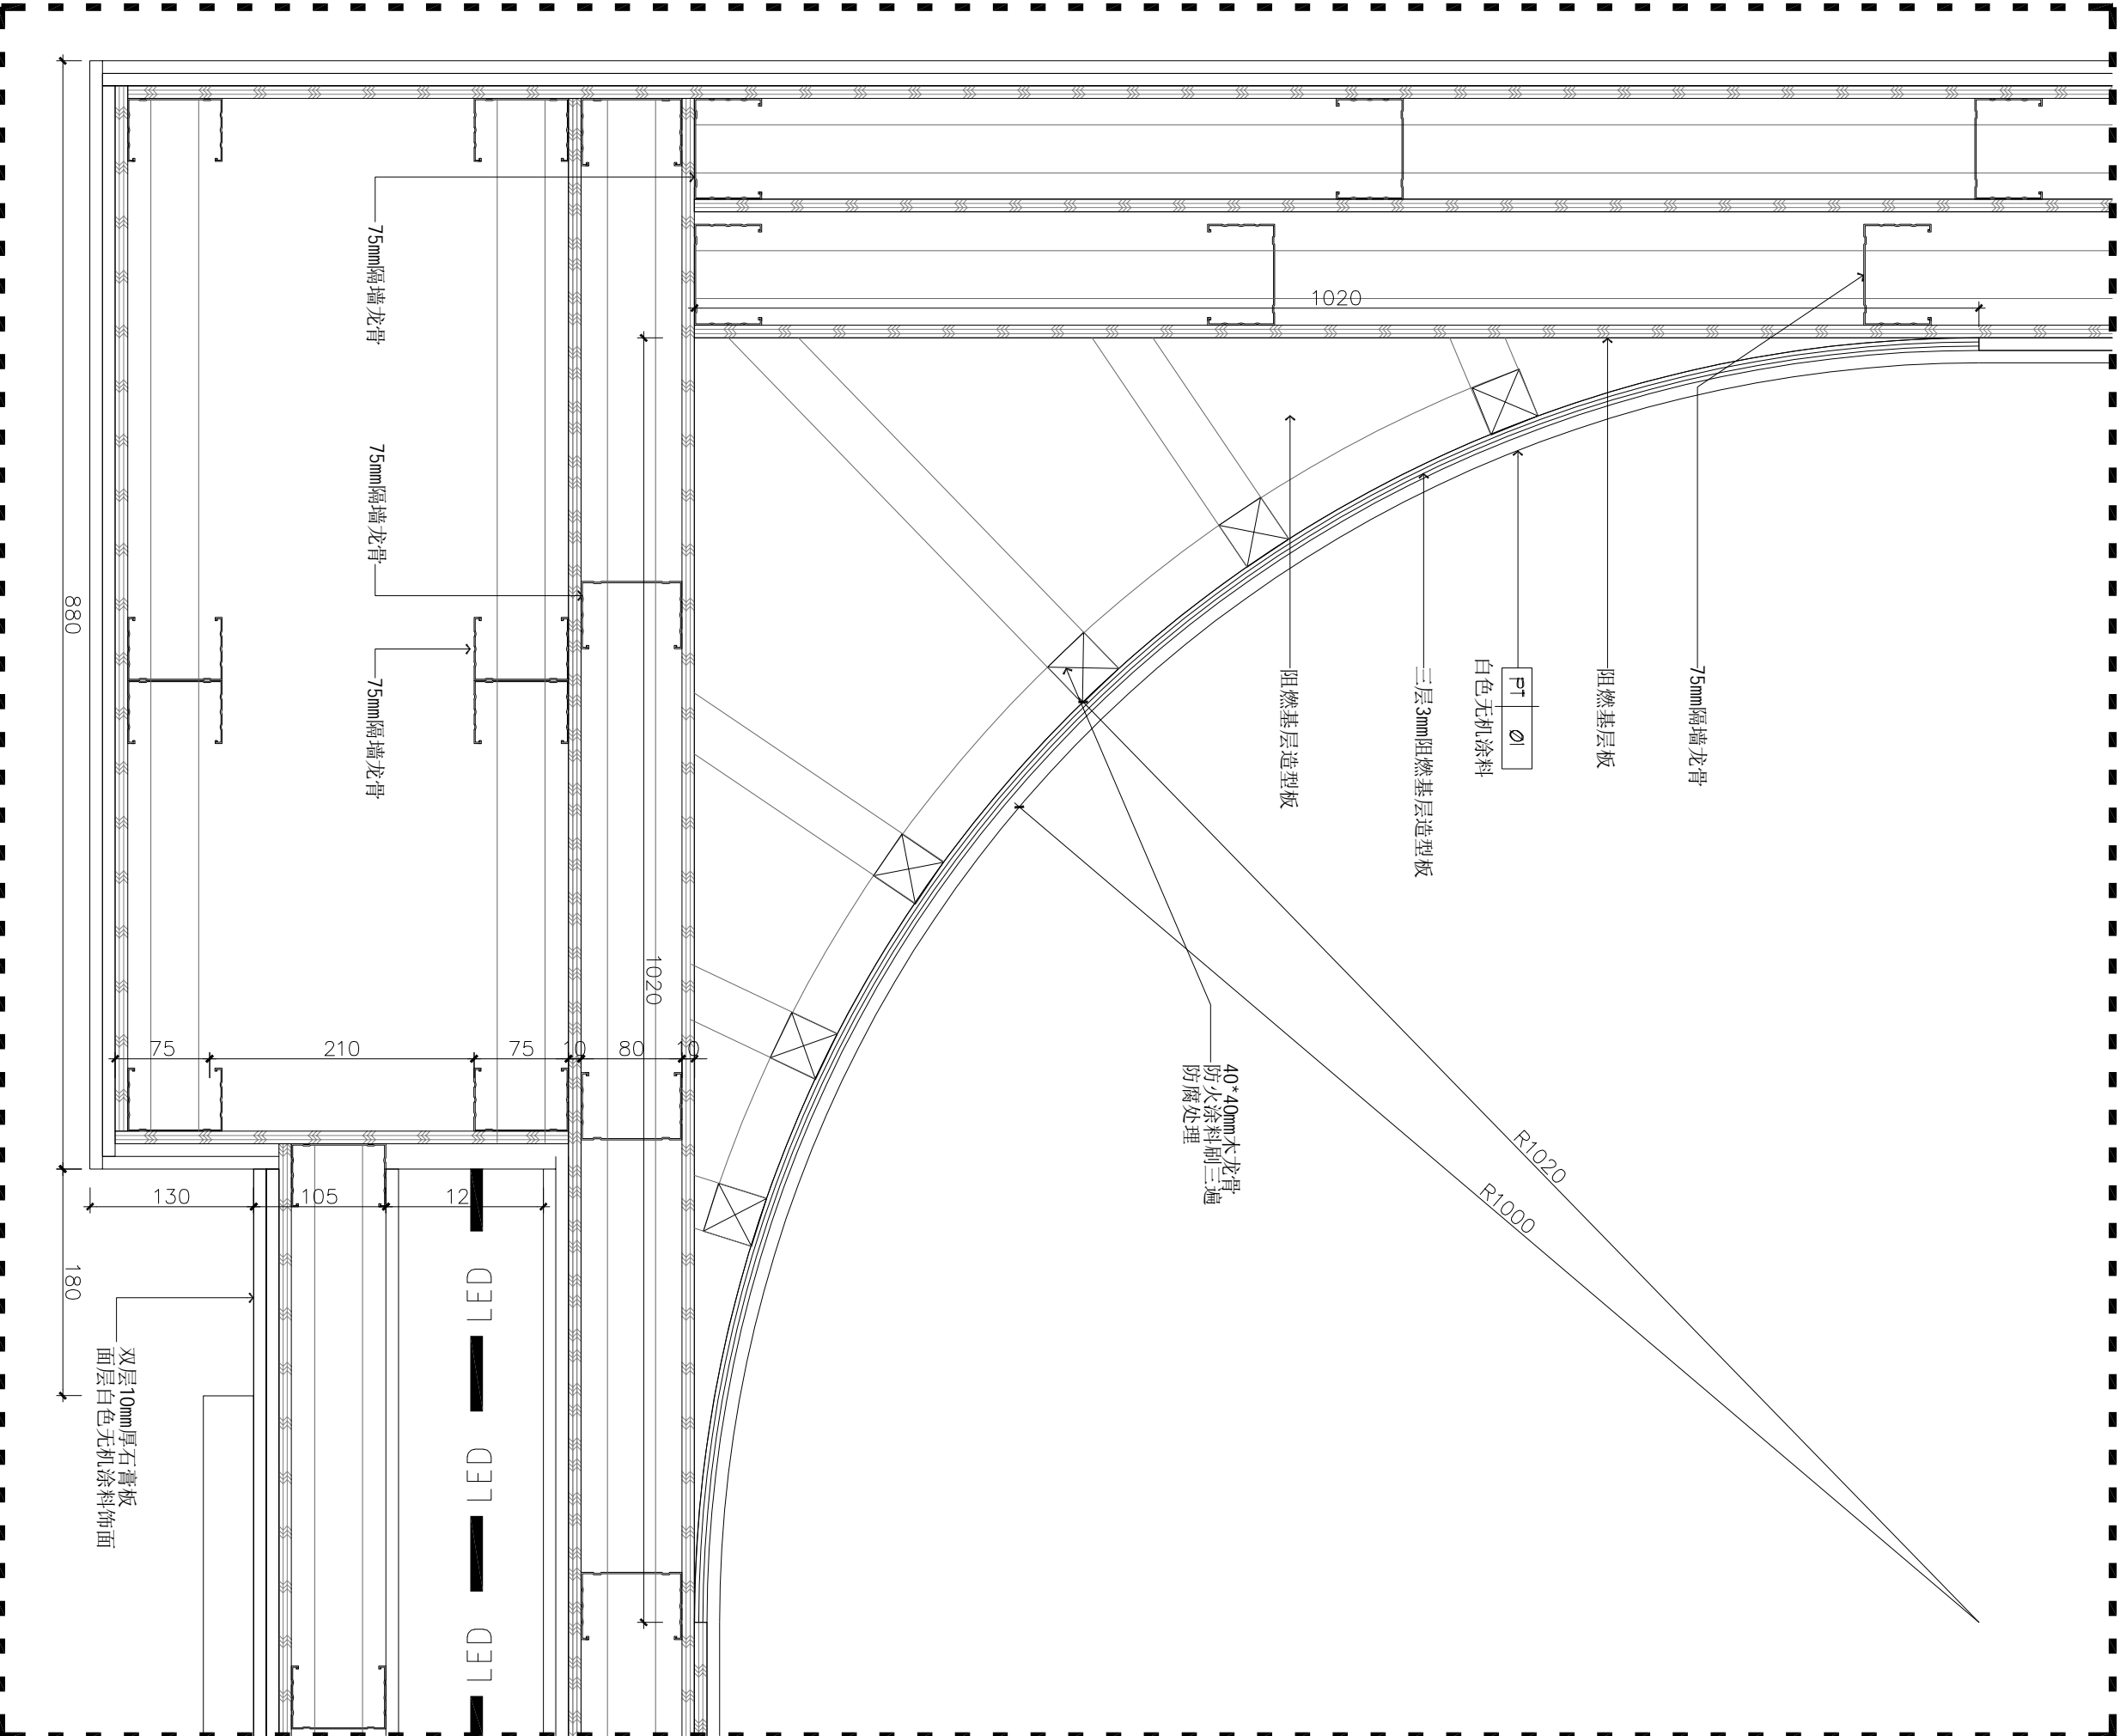 75mm隔墙龙骨
75mm隔墙龙骨
75mm隔墙龙骨
75mm隔墙龙骨
阻燃基层板
PT 01
白色无机涂料
三层3mm阻燃基层造型板
阻燃基层造型板
40*40mm木龙骨
防火涂料刷三遍
防腐处理
双层10mm厚石膏板
面层白色无机涂料饰面
1020
1020
880
180
75
210
75
10
80
10
130
105
R1020
R1000
LED
LED
LED